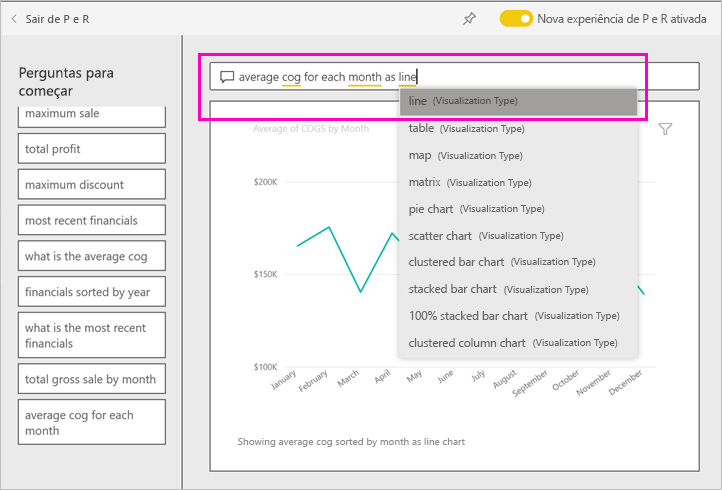 Sair de P e R
Nova experiência de P e R ativada
Perguntas para
começar
maximum sale
total profit
maximum discount
most recent financials
what is the average cog
financials sorted by year
what is the most recent
financials
total gross sale by month
average cog for each
month
average cog for each month as line
line (Visualization Type)
table (Visualization Type)
map (Visualization Type)
matrix (Visualization Type)
pie chart (Visualization Type)
scatter chart (Visualization Type)
clustered bar chart (Visualization Type)
stacked bar chart (Visualization Type)
100% stacked bar chart (Visualization Type)
clustered column chart (Visualization Type)
Average of COGS by Month
$200K
$150K
$100K
January
February
March
April
May
June
July
August
September
October
November
December
Showing average cog sorted by month as line chart